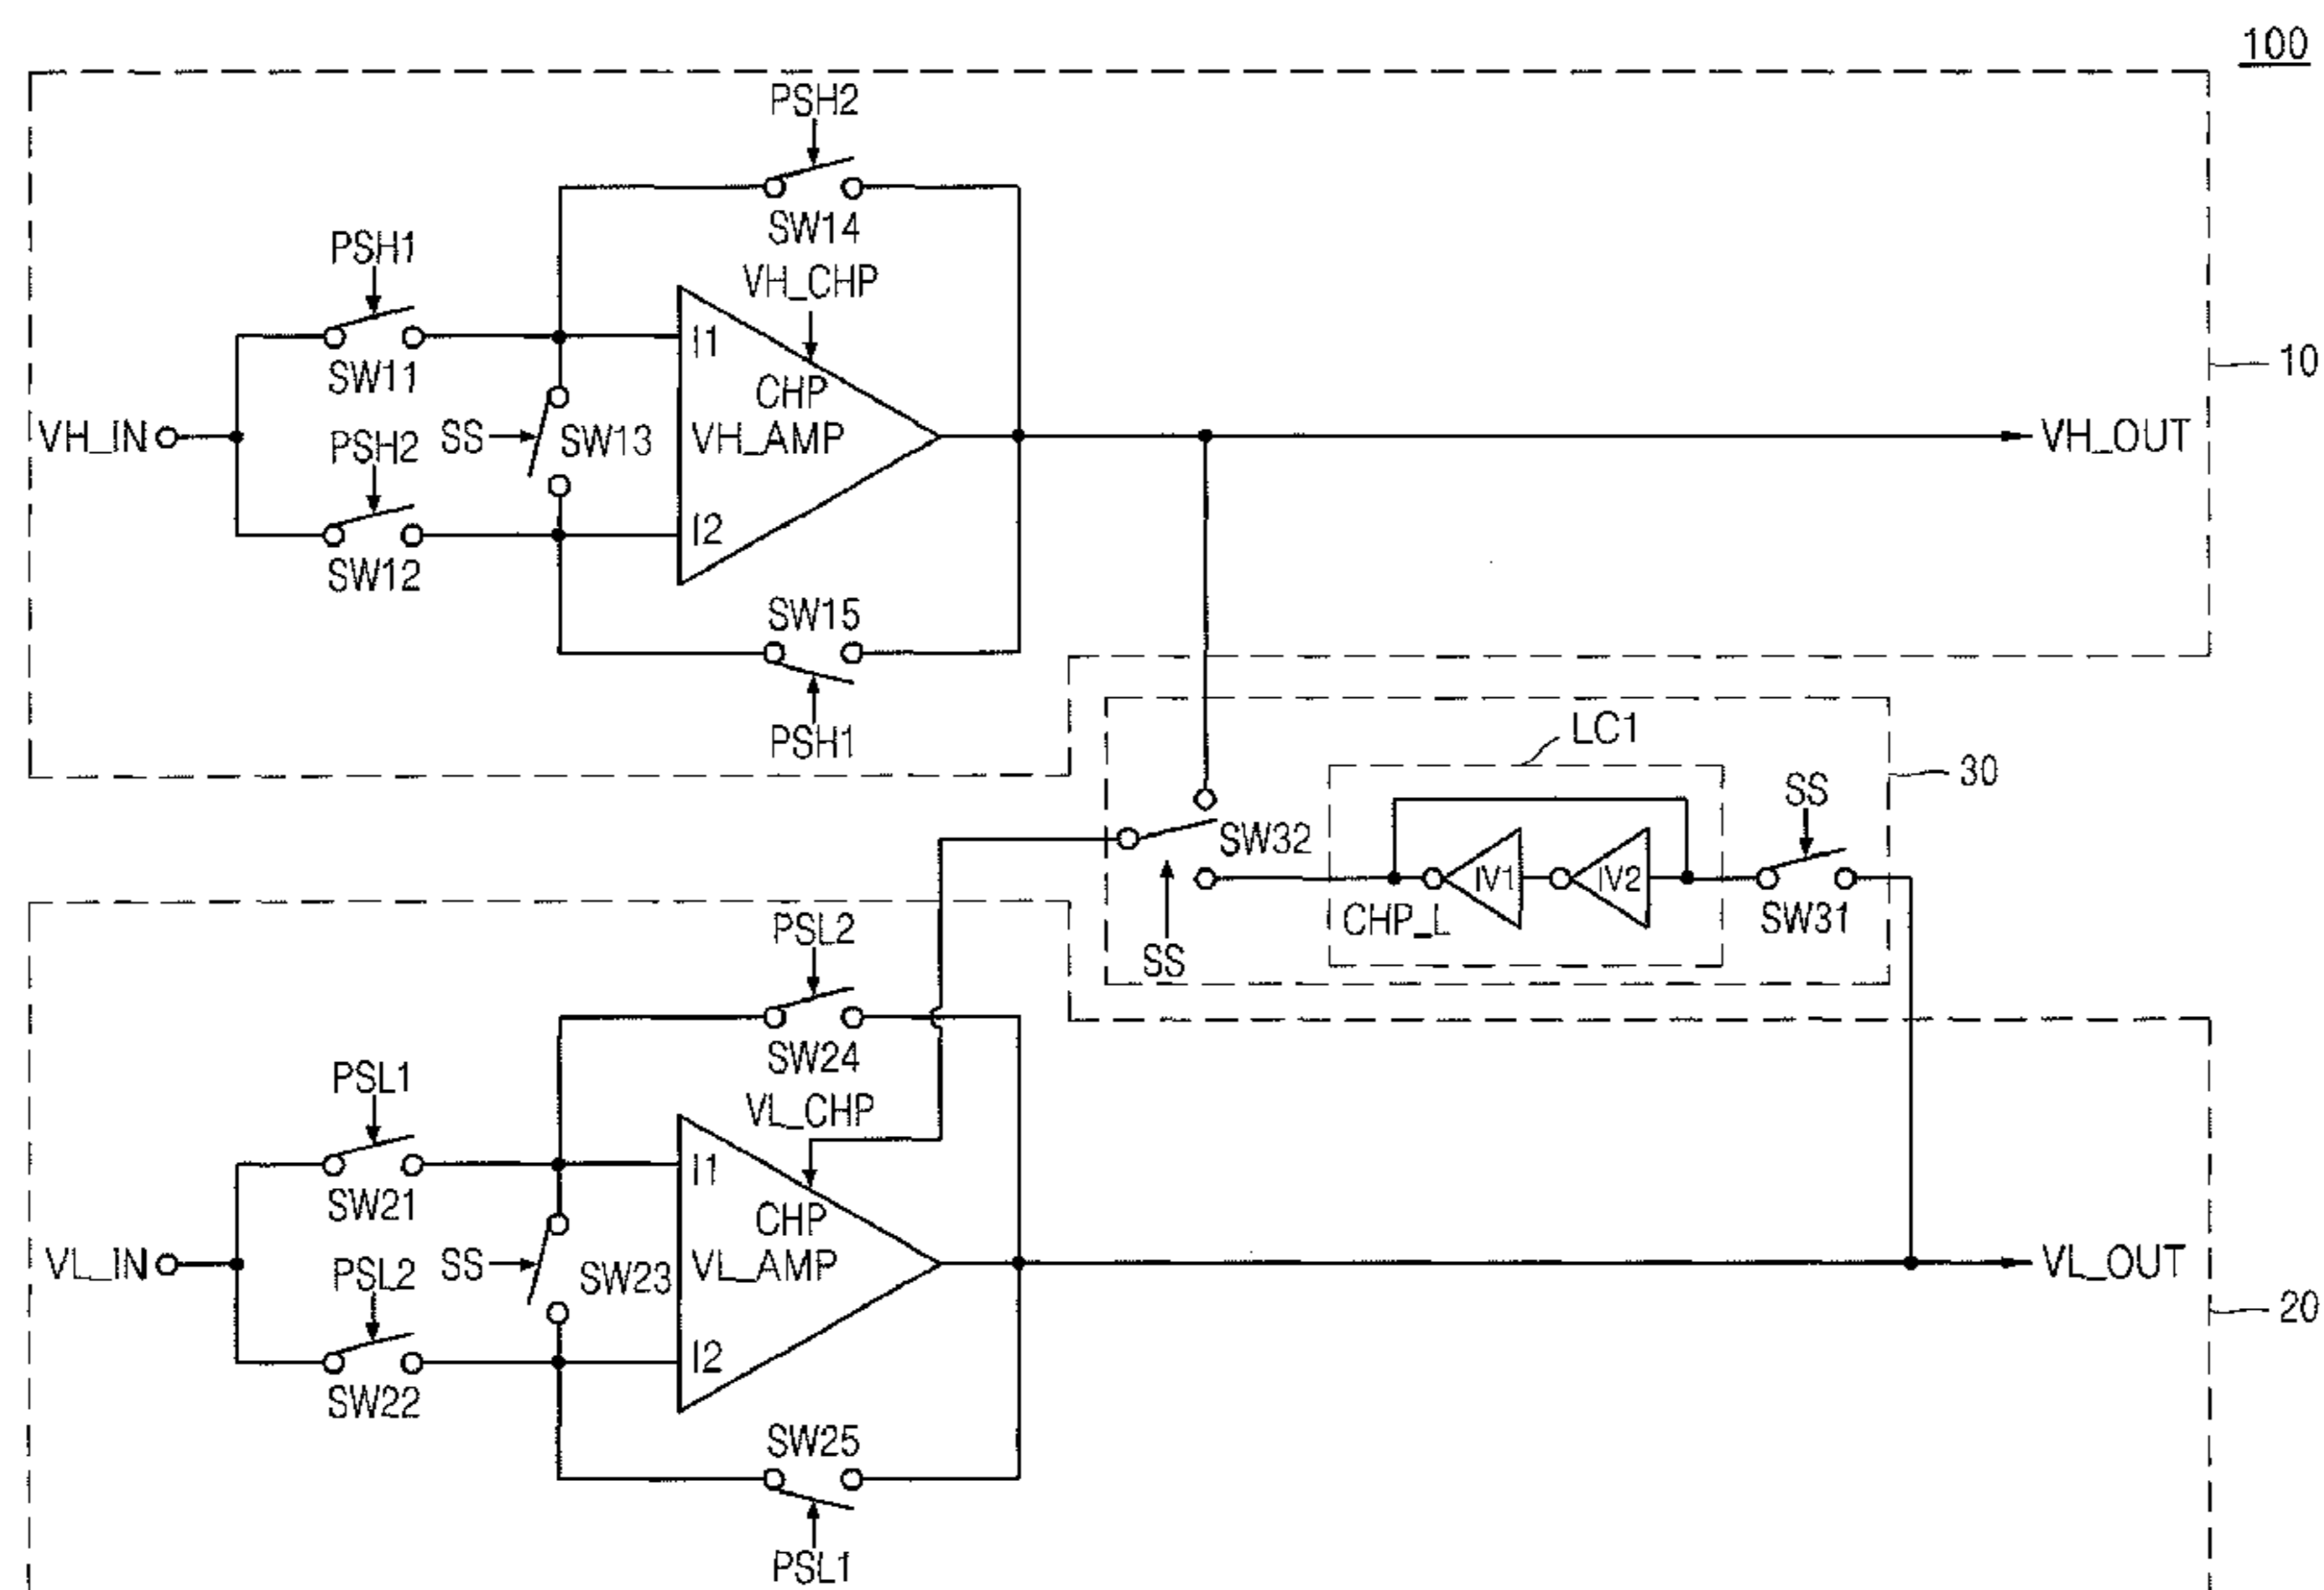 100
PSH2
SW14
PSH1
VH_CHP
SW11
I1
CHP
10
VH_IN
PSH2
SS
SW13
VH_AMP
VH_OUT
SW12
I2
SW15
PSH1
LC1
30
SS
SW32
IV1
IV2
CHP_L
SW31
SS
PSL2
SW24
PSL1
VL_CHP
SW21
I1
CHP
VL_IN
PSL2
SS
SW23
VL_AMP
VL_OUT
20
SW22
I2
SW25
PSL1